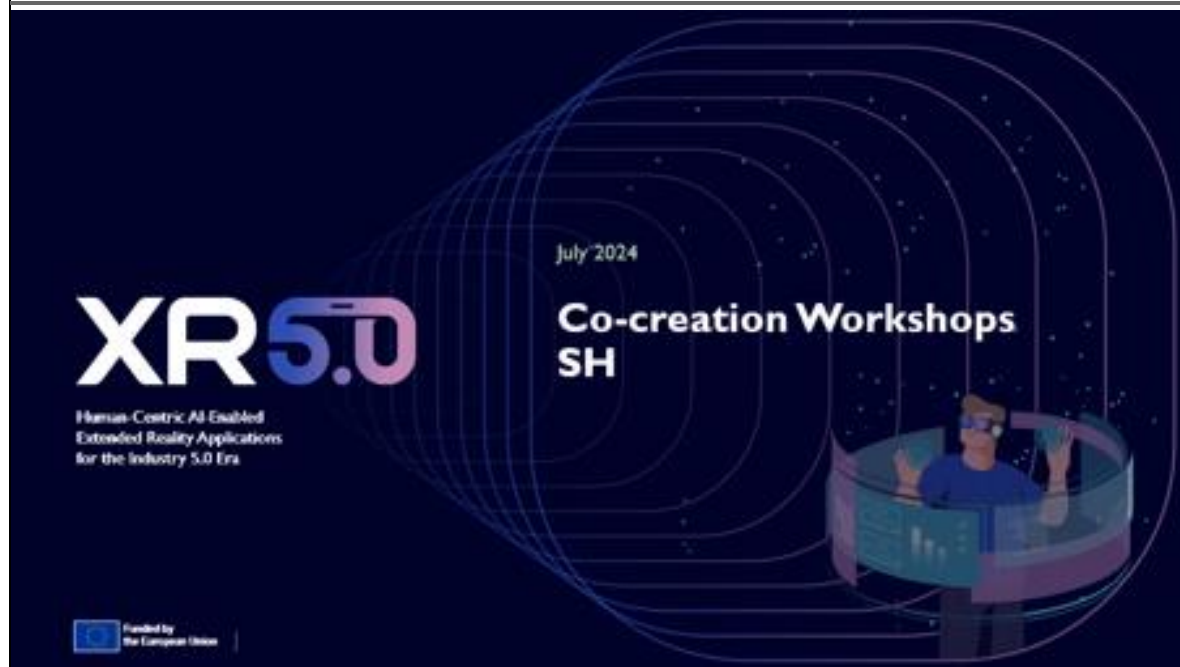 July 2024
Co-creation Workshops
SH
XR5.0
Human-Centric AI-Enabled
Extended Reality Applications
for the Industry 5.0 Era
Funded by
the European Union